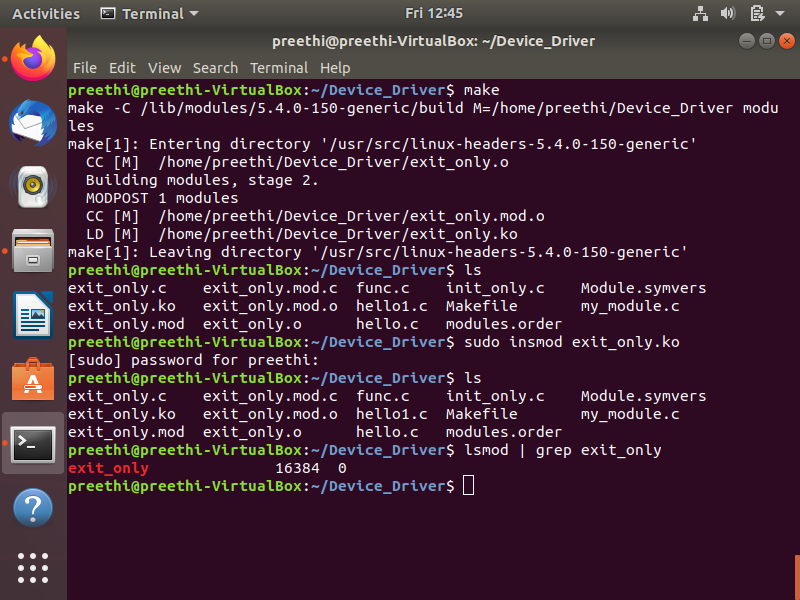 Activities Terminal Fri 12:45
preethi@preethi-VirtualBox: ~/Device_Driver
File Edit View Search Terminal Help
preethi@preethi-VirtualBox:~/Device_Driver$ make
make -C /lib/modules/5.4.0-150-generic/build M=/home/preethi/Device_Driver modu
les
make[1]: Entering directory '/usr/src/linux-headers-5.4.0-150-generic'
  CC [M]  /home/preethi/Device_Driver/exit_only.o
  Building modules, stage 2.
  MODPOST 1 modules
  CC [M]  /home/preethi/Device_Driver/exit_only.mod.o
  LD [M]  /home/preethi/Device_Driver/exit_only.ko
make[1]: Leaving directory '/usr/src/linux-headers-5.4.0-150-generic'
preethi@preethi-VirtualBox:~/Device_Driver$ ls
exit_only.c    exit_only.mod.c  func.c    init_only.c    Module.symvers
exit_only.ko   exit_only.mod.o  hello1.c  Makefile       my_module.c
exit_only.mod  exit_only.o      hello.c   modules.order
preethi@preethi-VirtualBox:~/Device_Driver$ sudo insmod exit_only.ko
[sudo] password for preethi:
preethi@preethi-VirtualBox:~/Device_Driver$ ls
exit_only.c    exit_only.mod.c  func.c    init_only.c    Module.symvers
exit_only.ko   exit_only.mod.o  hello1.c  Makefile       my_module.c
exit_only.mod  exit_only.o      hello.c   modules.order
preethi@preethi-VirtualBox:~/Device_Driver$ lsmod | grep exit_only
exit_only              16384  0
preethi@preethi-VirtualBox:~/Device_Driver$